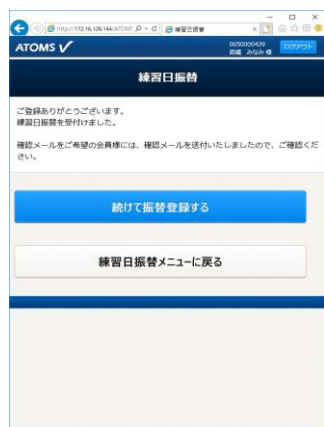 http://172.16.128.144/ATOM
練習日振替
ATOMS
0050000439
みなみ 様
ログアウト
練習日振替
ご登録ありがとうございます。
練習日振替を受付けました。
確認メールをご希望の会員様には、確認メールを送付いたしましたので、ご確認くだ
さい。
続けて振替登録する
練習日振替メニューに戻る